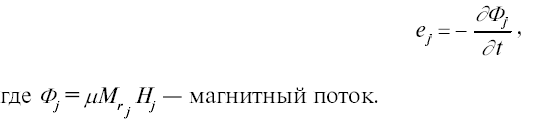 e_j = − ∂Φ_j / ∂t ,
где Φ_j = μM_{r_j} H_j — магнитный поток.